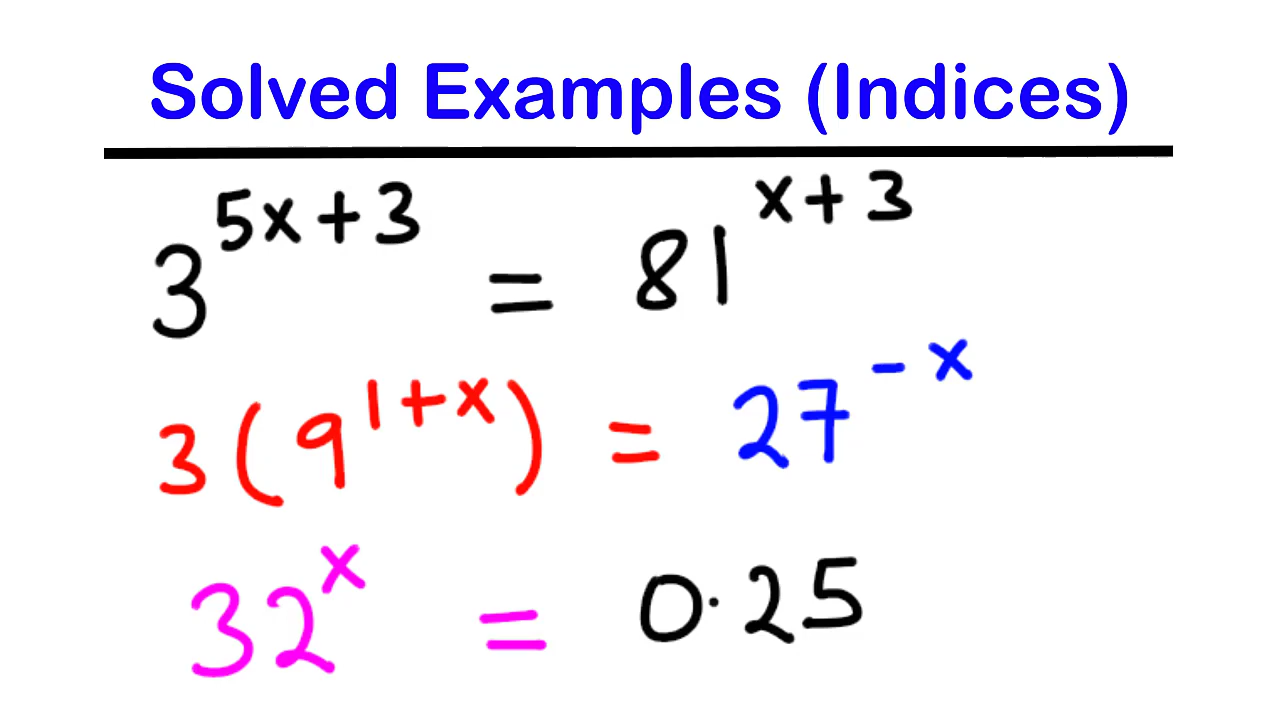 Solved Examples (Indices)
3^{5x+3} = 81^{x+3}
3(9^{1+x}) = 27^{-x}
32^{x} = 0.25